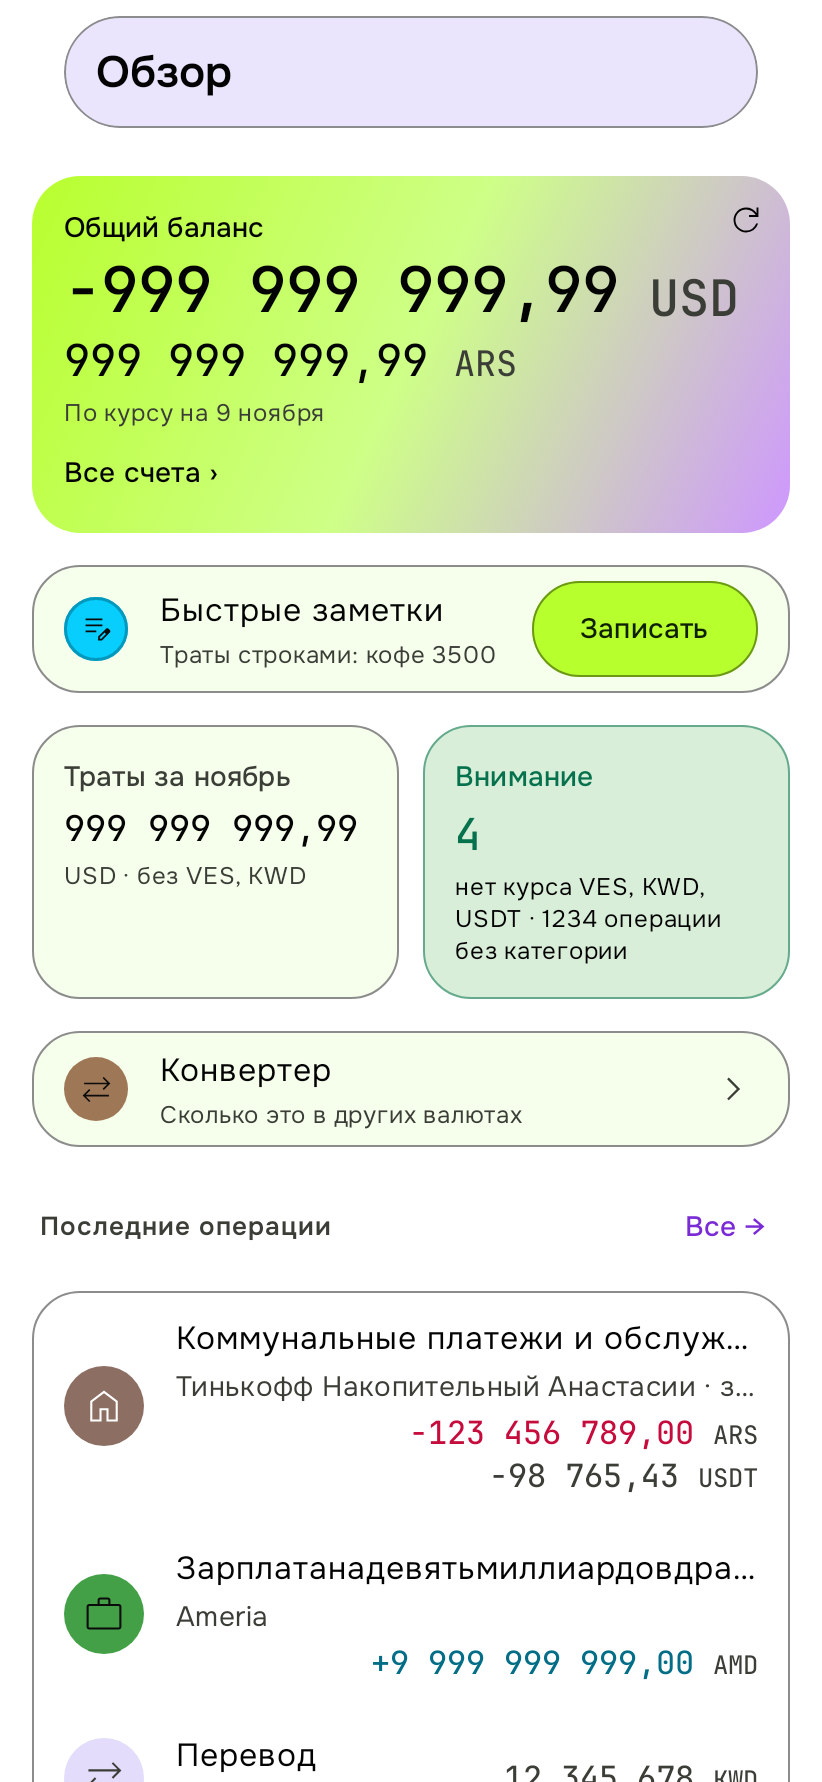 Обзор
Общий баланс
-999 999 999,99 USD
999 999 999,99 ARS
По курсу на 9 ноября
Все счета ›
Быстрые заметки
Траты строками: кофе 3500
Записать
Траты за ноябрь
999 999 999,99
USD · без VES, KWD
Внимание
4
нет курса VES, KWD,
USDT · 1234 операции
без категории
Конвертер
Сколько это в других валютах
Последние операции
Все →
Коммунальные платежи и обслуж...
Тинькофф Накопительный Анастасии · з...
-123 456 789,00 ARS
-98 765,43 USDT
Зарплатанадевятьмиллиардовдра...
Ameria
+9 999 999 999,00 AMD
Перевод
12 345 678 KWD